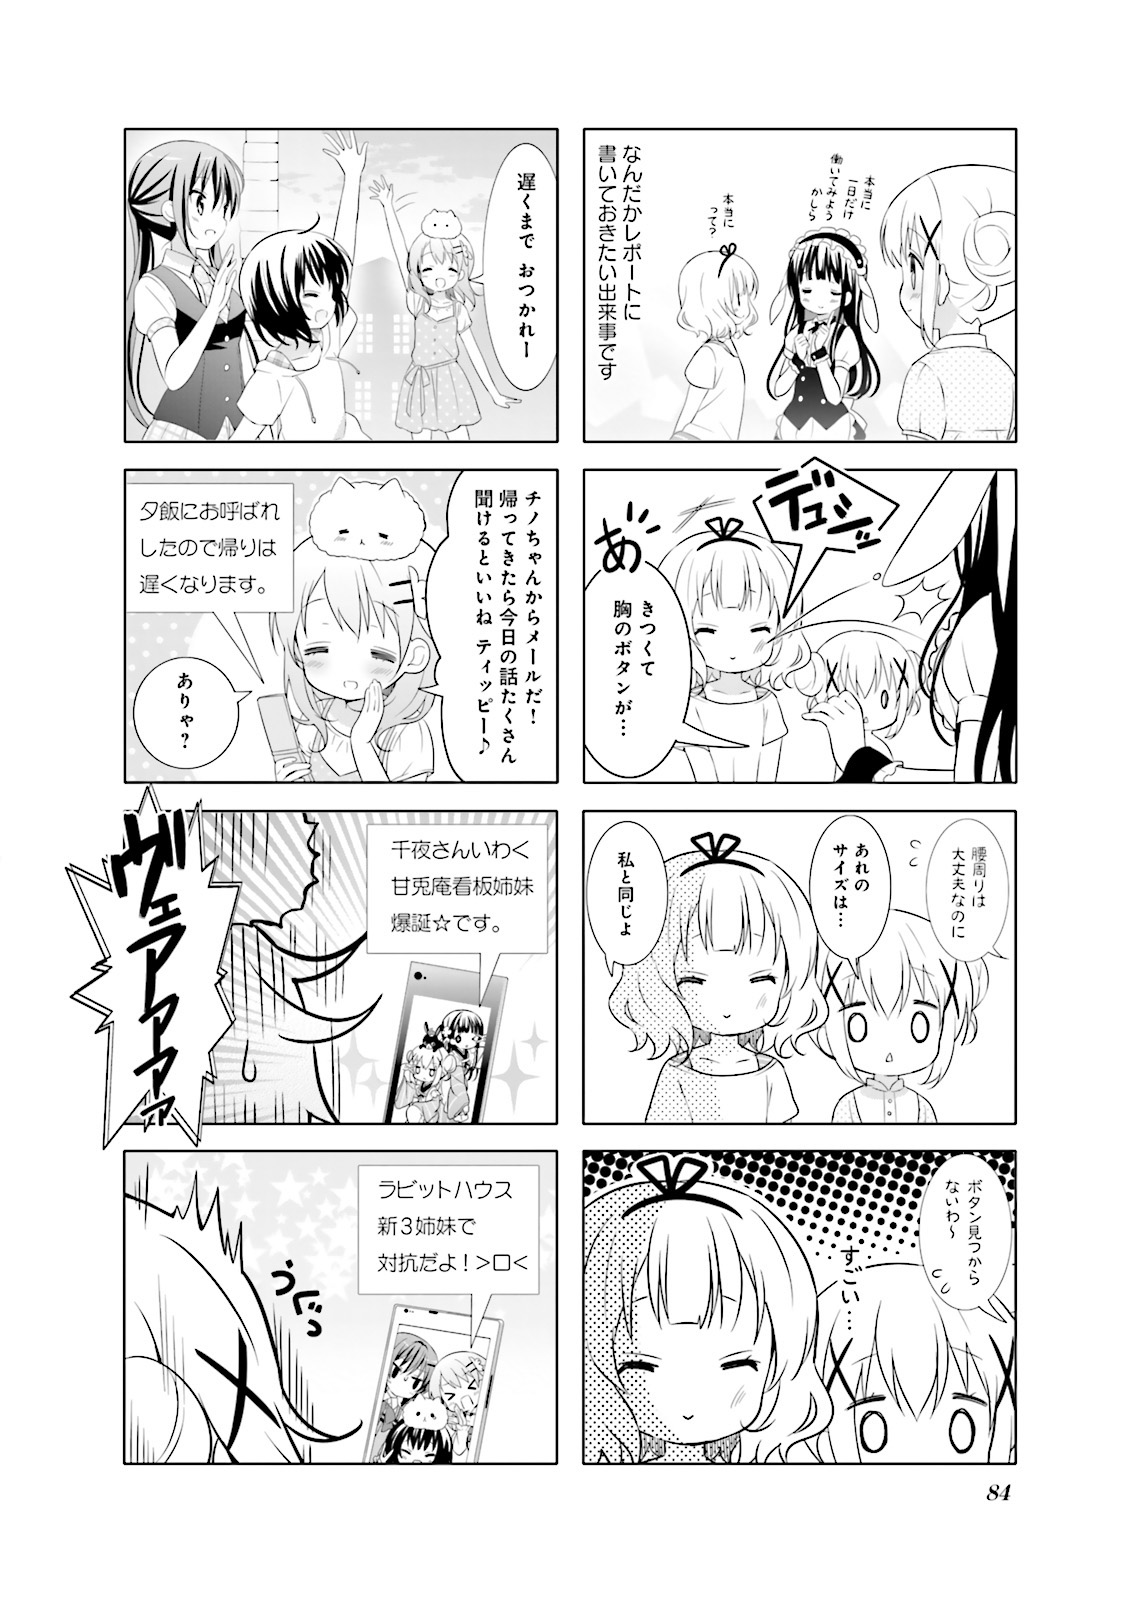 本当に
一日だけ
働いてみよう
かしら
本当に
って？
なんだかレポートに
書いておきたい出来事です
デュシッ
あ゛
きつくて
胸のボタンが…
腰周りは
大丈夫なのに
あれの
サイズは…
私と同じよ
ボタン見つから
ないわ〜
すごい…
遅くまで おつかれー
チノちゃんからメールだ！
帰ってきたら今日の話たくさん
聞けるといいね ティッピー♪
夕飯にお呼ばれ
したので帰りは
遅くなります。
ありゃ？
千夜さんいわく
甘兎庵看板姉妹
爆誕☆です。
ヴェアアアアァァ
ラビットハウス
新３姉妹で
対抗だよ！＞ロ＜
うぐっ
84